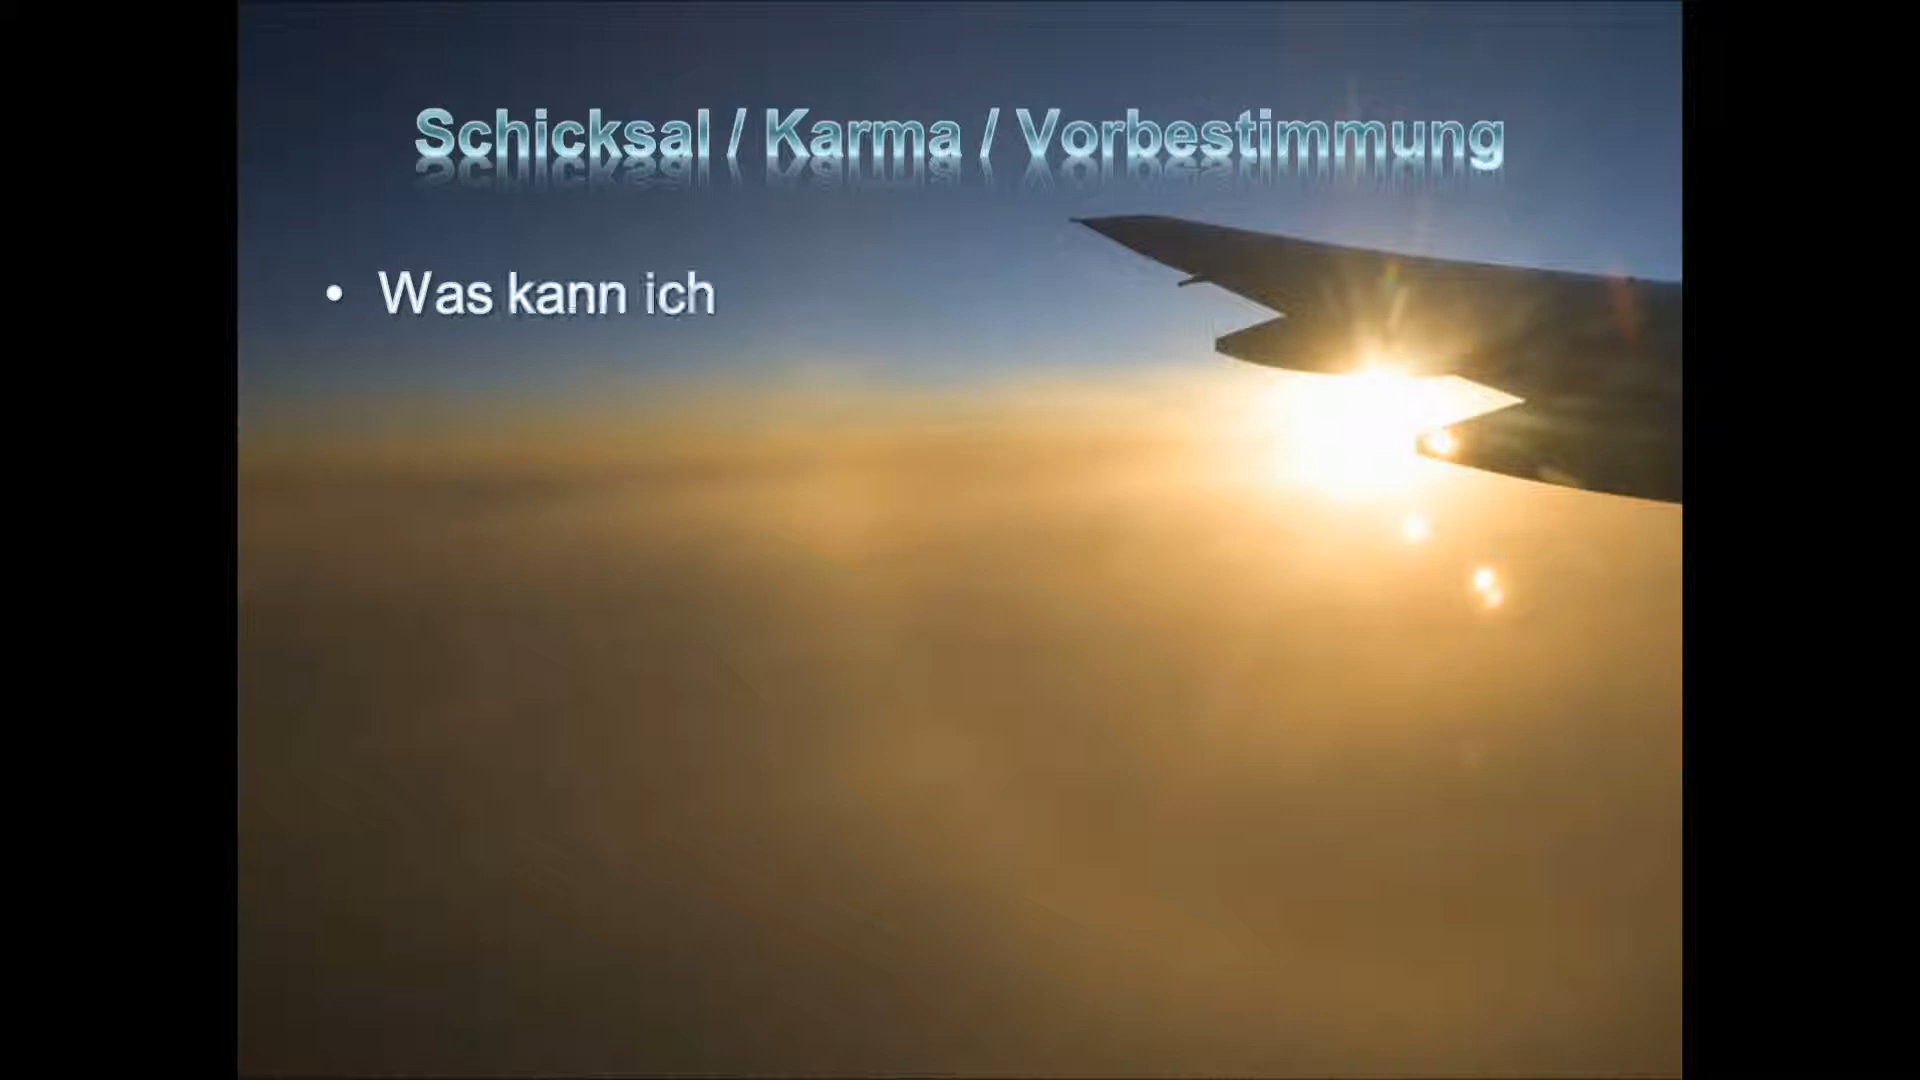 Schicksal / Karma / Vorbestimmung
• Was kann ich